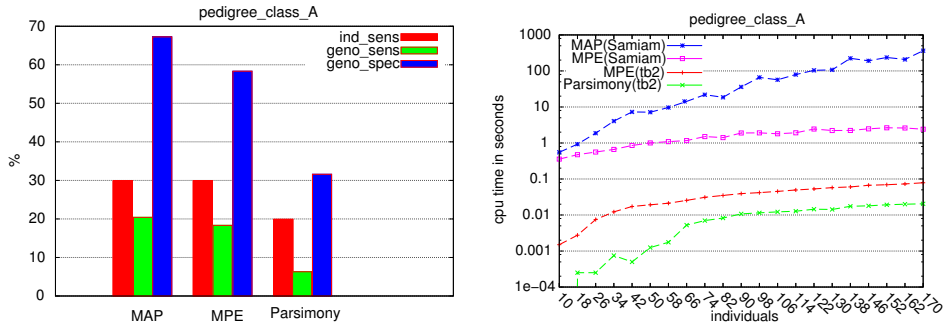 pedigree_class_A
70
60
50
40
30
20
10
0
%
ind_sens
geno_sens
geno_spec
MAP
MPE
Parsimony
pedigree_class_A
1000
100
10
1
0.1
0.01
0.001
1e-04
cpu time in seconds
MAP(Samiam)
MPE(Samiam)
MPE(tb2)
Parsimony(tb2)
10 18 26 34 42 50 58 66 74 82 90 98 106 114 122 130 138 146 152 162 170
individuals